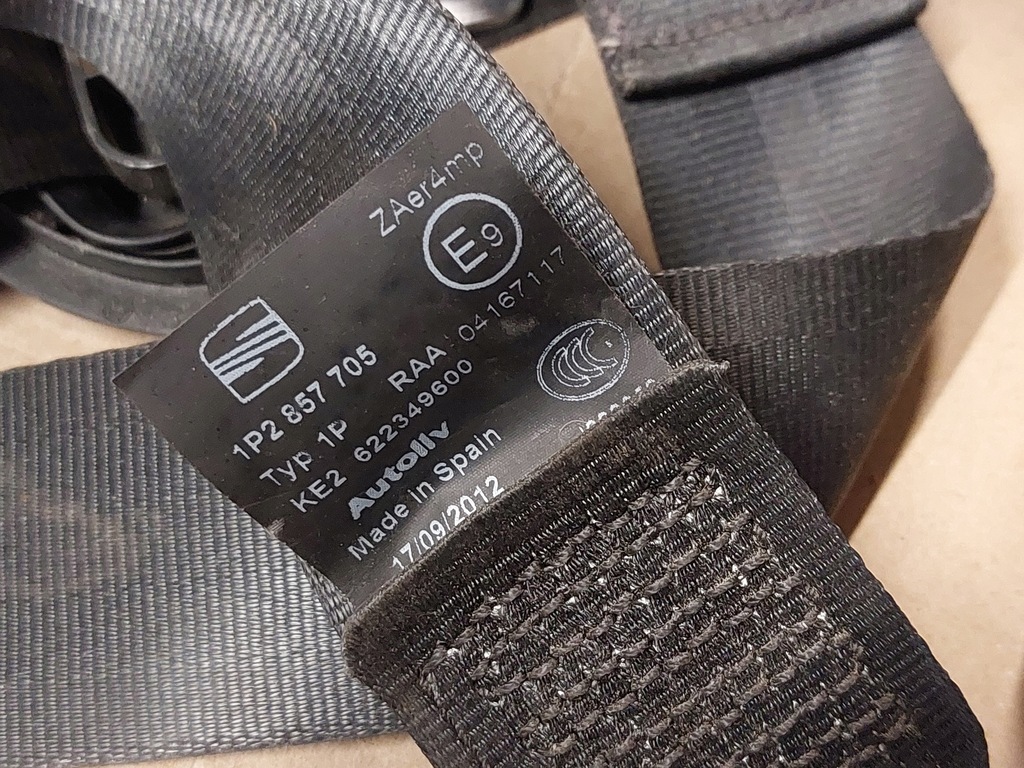 ZAer4mp
E9
1P2 857 705
Typ 1P RAA 04167117
KE2 622349600
Autoliv
Made in Spain
17/09/2012